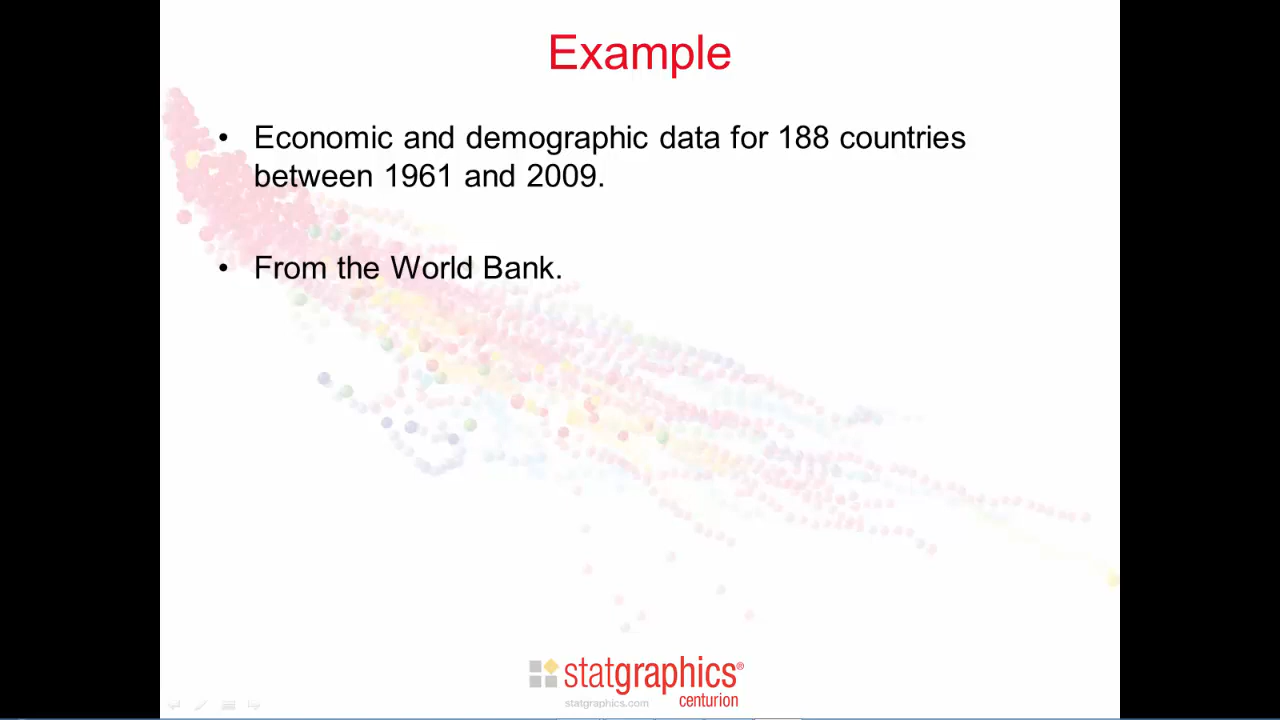 Example
• Economic and demographic data for 188 countries
between 1961 and 2009.
• From the World Bank.
statgraphics®
statgraphics.com centurion